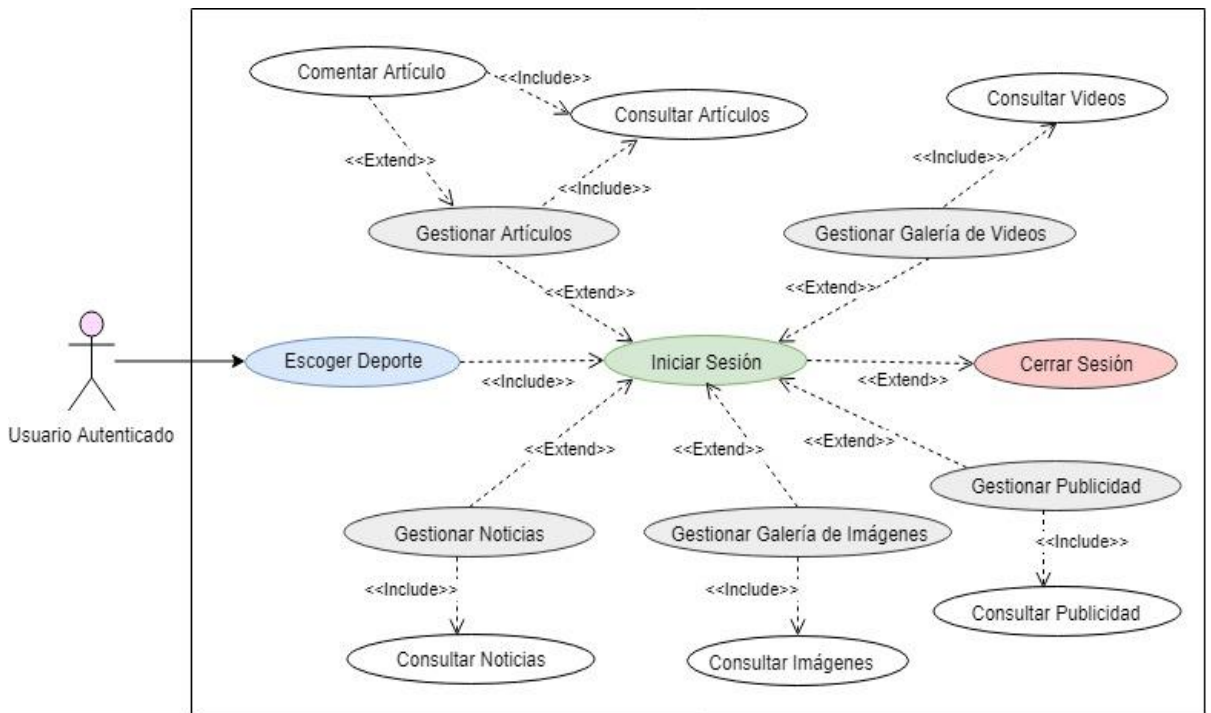 Comentar Artículo
<<Include>>
Consultar Artículos
Consultar Videos
<<Extend>>
<<Include>>
<<Include>>
Gestionar Artículos
Gestionar Galería de Videos
<<Extend>>
<<Extend>>
Escoger Deporte
<<Include>>
Iniciar Sesión
<<Extend>>
Cerrar Sesión
Usuario Autenticado
<<Extend>>
<<Extend>>
<<Extend>>
Gestionar Publicidad
Gestionar Noticias
Gestionar Galería de Imágenes
<<Include>>
<<Include>>
<<Include>>
Consultar Publicidad
Consultar Noticias
Consultar Imágenes